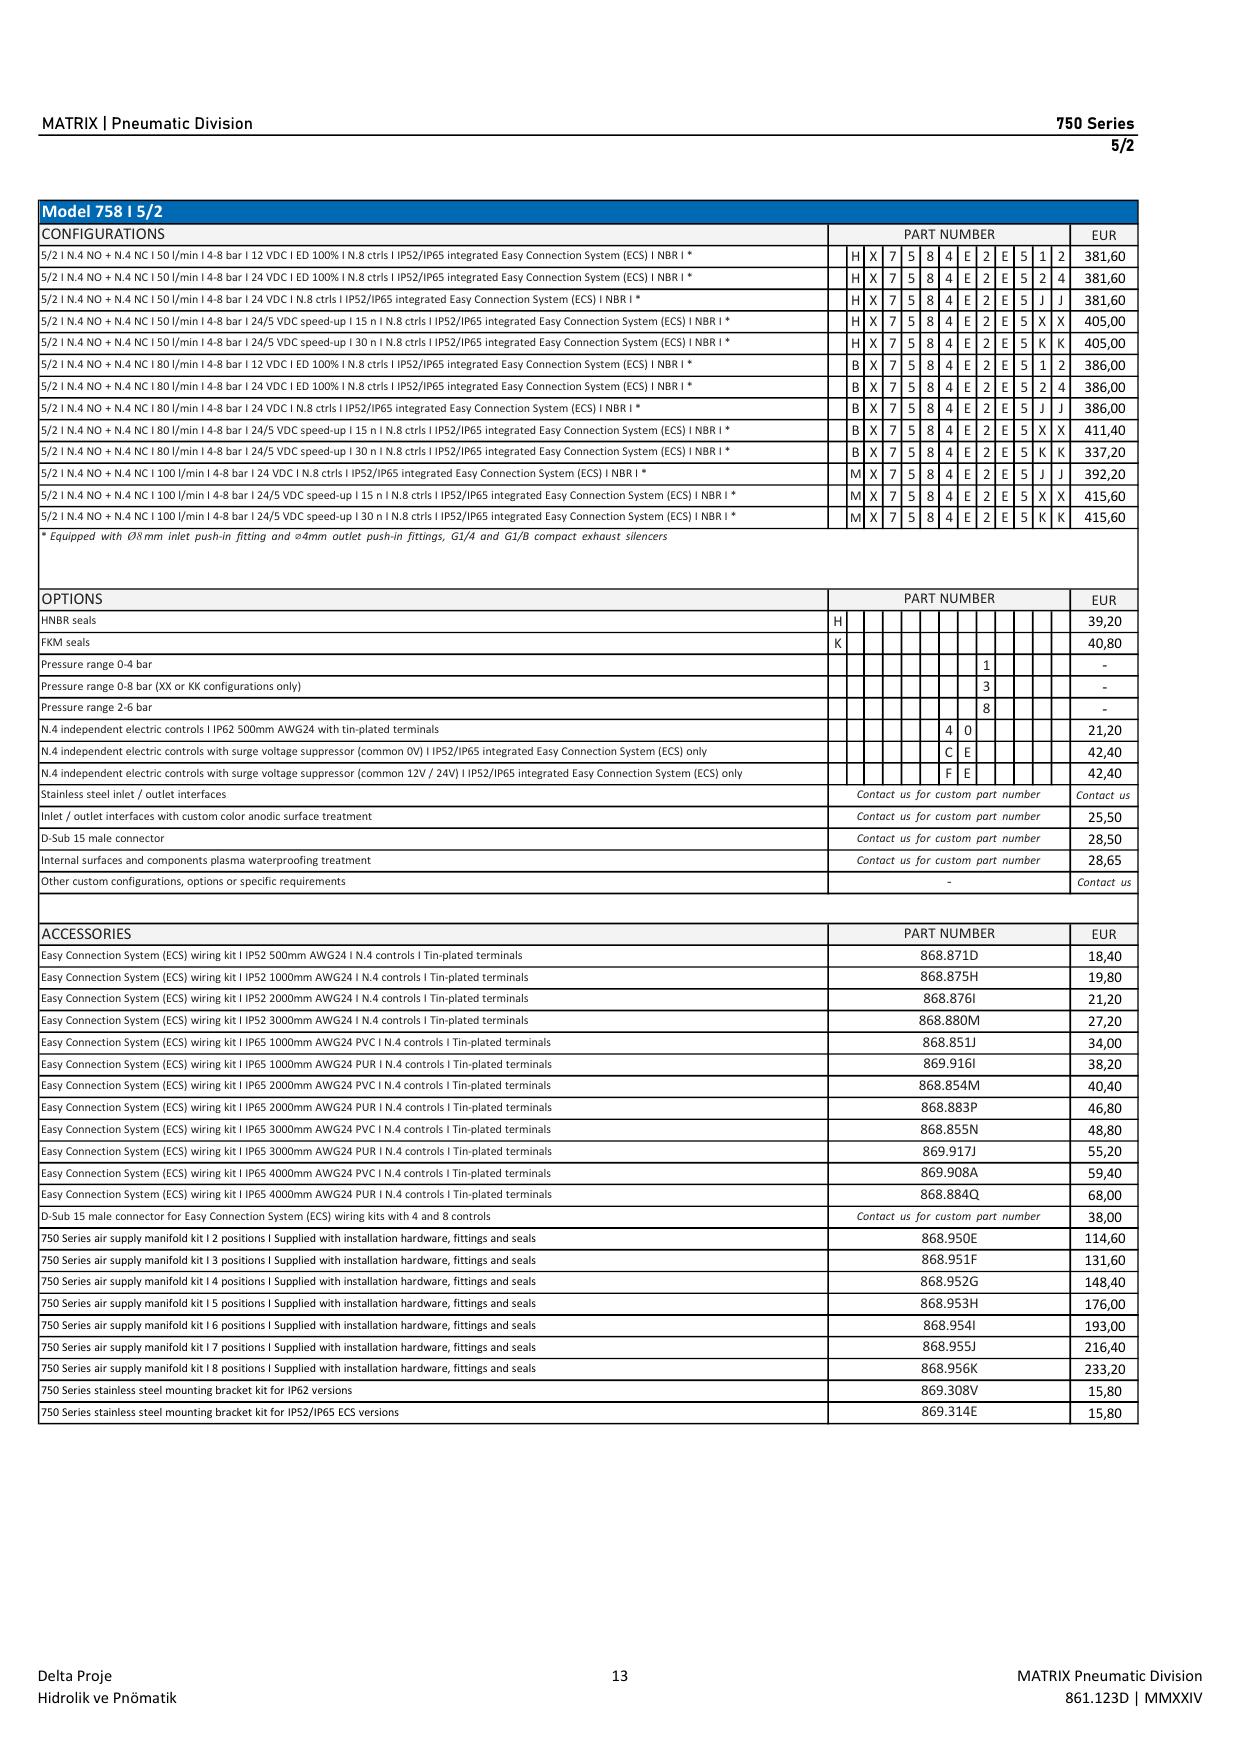 MATRIX | Pneumatic Division 750 Series
5/2
Model 758 I 5/2
CONFIGURATIONS PART NUMBER EUR
5/2 I N.4 NO + N.4 NC I 50 l/min I 4-8 bar I 12 VDC I ED 100% I N.8 ctrls I IP52/IP65 integrated Easy Connection System (ECS) I NBR I * H X 7 5 8 4 E 2 E 5 1 2 381,60
5/2 I N.4 NO + N.4 NC I 50 l/min I 4-8 bar I 24 VDC I ED 100% I N.8 ctrls I IP52/IP65 integrated Easy Connection System (ECS) I NBR I * H X 7 5 8 4 E 2 E 5 2 4 381,60
5/2 I N.4 NO + N.4 NC I 50 l/min I 4-8 bar I 24 VDC I N.8 ctrls I IP52/IP65 integrated Easy Connection System (ECS) I NBR I * H X 7 5 8 4 E 2 E 5 J J 381,60
5/2 I N.4 NO + N.4 NC I 50 l/min I 4-8 bar I 24/5 VDC speed-up I 15 n I N.8 ctrls I IP52/IP65 integrated Easy Connection System (ECS) I NBR I * H X 7 5 8 4 E 2 E 5 X X 405,00
5/2 I N.4 NO + N.4 NC I 50 l/min I 4-8 bar I 24/5 VDC speed-up I 30 n I N.8 ctrls I IP52/IP65 integrated Easy Connection System (ECS) I NBR I * H X 7 5 8 4 E 2 E 5 K K 405,00
5/2 I N.4 NO + N.4 NC I 80 l/min I 4-8 bar I 12 VDC I ED 100% I N.8 ctrls I IP52/IP65 integrated Easy Connection System (ECS) I NBR I * B X 7 5 8 4 E 2 E 5 1 2 386,00
5/2 I N.4 NO + N.4 NC I 80 l/min I 4-8 bar I 24 VDC I ED 100% I N.8 ctrls I IP52/IP65 integrated Easy Connection System (ECS) I NBR I * B X 7 5 8 4 E 2 E 5 2 4 386,00
5/2 I N.4 NO + N.4 NC I 80 l/min I 4-8 bar I 24 VDC I N.8 ctrls I IP52/IP65 integrated Easy Connection System (ECS) I NBR I * B X 7 5 8 4 E 2 E 5 J J 386,00
5/2 I N.4 NO + N.4 NC I 80 l/min I 4-8 bar I 24/5 VDC speed-up I 15 n I N.8 ctrls I IP52/IP65 integrated Easy Connection System (ECS) I NBR I * B X 7 5 8 4 E 2 E 5 X X 411,40
5/2 I N.4 NO + N.4 NC I 80 l/min I 4-8 bar I 24/5 VDC speed-up I 30 n I N.8 ctrls I IP52/IP65 integrated Easy Connection System (ECS) I NBR I * B X 7 5 8 4 E 2 E 5 K K 337,20
5/2 I N.4 NO + N.4 NC I 100 l/min I 4-8 bar I 24 VDC I N.8 ctrls I IP52/IP65 integrated Easy Connection System (ECS) I NBR I * M X 7 5 8 4 E 2 E 5 J J 392,20
5/2 I N.4 NO + N.4 NC I 100 l/min I 4-8 bar I 24/5 VDC speed-up I 15 n I N.8 ctrls I IP52/IP65 integrated Easy Connection System (ECS) I NBR I * M X 7 5 8 4 E 2 E 5 X X 415,60
5/2 I N.4 NO + N.4 NC I 100 l/min I 4-8 bar I 24/5 VDC speed-up I 30 n I N.8 ctrls I IP52/IP65 integrated Easy Connection System (ECS) I NBR I * M X 7 5 8 4 E 2 E 5 K K 415,60
* Equipped with Ø8 mm inlet push-in fitting and ⌀4mm outlet push-in fittings, G1/4 and G1/B compact exhaust silencers
OPTIONS PART NUMBER EUR
HNBR seals H 39,20
FKM seals K 40,80
Pressure range 0-4 bar 1 -
Pressure range 0-8 bar (XX or KK configurations only) 3 -
Pressure range 2-6 bar 8 -
N.4 independent electric controls I IP62 500mm AWG24 with tin-plated terminals 4 0 21,20
N.4 independent electric controls with surge voltage suppressor (common 0V) I IP52/IP65 integrated Easy Connection System (ECS) only C E 42,40
N.4 independent electric controls with surge voltage suppressor (common 12V / 24V) I IP52/IP65 integrated Easy Connection System (ECS) only F E 42,40
Stainless steel inlet / outlet interfaces Contact us for custom part number Contact us
Inlet / outlet interfaces with custom color anodic surface treatment Contact us for custom part number 25,50
D-Sub 15 male connector Contact us for custom part number 28,50
Internal surfaces and components plasma waterproofing treatment Contact us for custom part number 28,65
Other custom configurations, options or specific requirements - Contact us
ACCESSORIES PART NUMBER EUR
Easy Connection System (ECS) wiring kit I IP52 500mm AWG24 I N.4 controls I Tin-plated terminals 868.871D 18,40
Easy Connection System (ECS) wiring kit I IP52 1000mm AWG24 I N.4 controls I Tin-plated terminals 868.875H 19,80
Easy Connection System (ECS) wiring kit I IP52 2000mm AWG24 I N.4 controls I Tin-plated terminals 868.876I 21,20
Easy Connection System (ECS) wiring kit I IP52 3000mm AWG24 I N.4 controls I Tin-plated terminals 868.880M 27,20
Easy Connection System (ECS) wiring kit I IP65 1000mm AWG24 PVC I N.4 controls I Tin-plated terminals 868.851J 34,00
Easy Connection System (ECS) wiring kit I IP65 1000mm AWG24 PUR I N.4 controls I Tin-plated terminals 869.916I 38,20
Easy Connection System (ECS) wiring kit I IP65 2000mm AWG24 PVC I N.4 controls I Tin-plated terminals 868.854M 40,40
Easy Connection System (ECS) wiring kit I IP65 2000mm AWG24 PUR I N.4 controls I Tin-plated terminals 868.883P 46,80
Easy Connection System (ECS) wiring kit I IP65 3000mm AWG24 PVC I N.4 controls I Tin-plated terminals 868.855N 48,80
Easy Connection System (ECS) wiring kit I IP65 3000mm AWG24 PUR I N.4 controls I Tin-plated terminals 869.917J 55,20
Easy Connection System (ECS) wiring kit I IP65 4000mm AWG24 PVC I N.4 controls I Tin-plated terminals 869.908A 59,40
Easy Connection System (ECS) wiring kit I IP65 4000mm AWG24 PUR I N.4 controls I Tin-plated terminals 868.884Q 68,00
D-Sub 15 male connector for Easy Connection System (ECS) wiring kits with 4 and 8 controls Contact us for custom part number 38,00
750 Series air supply manifold kit I 2 positions I Supplied with installation hardware, fittings and seals 868.950E 114,60
750 Series air supply manifold kit I 3 positions I Supplied with installation hardware, fittings and seals 868.951F 131,60
750 Series air supply manifold kit I 4 positions I Supplied with installation hardware, fittings and seals 868.952G 148,40
750 Series air supply manifold kit I 5 positions I Supplied with installation hardware, fittings and seals 868.953H 176,00
750 Series air supply manifold kit I 6 positions I Supplied with installation hardware, fittings and seals 868.954I 193,00
750 Series air supply manifold kit I 7 positions I Supplied with installation hardware, fittings and seals 868.955J 216,40
750 Series air supply manifold kit I 8 positions I Supplied with installation hardware, fittings and seals 868.956K 233,20
750 Series stainless steel mounting bracket kit for IP62 versions 869.308V 15,80
750 Series stainless steel mounting bracket kit for IP52/IP65 ECS versions 869.314E 15,80
Delta Proje 13 MATRIX Pneumatic Division
Hidrolik ve Pnömatik 861.123D | MMXXIV